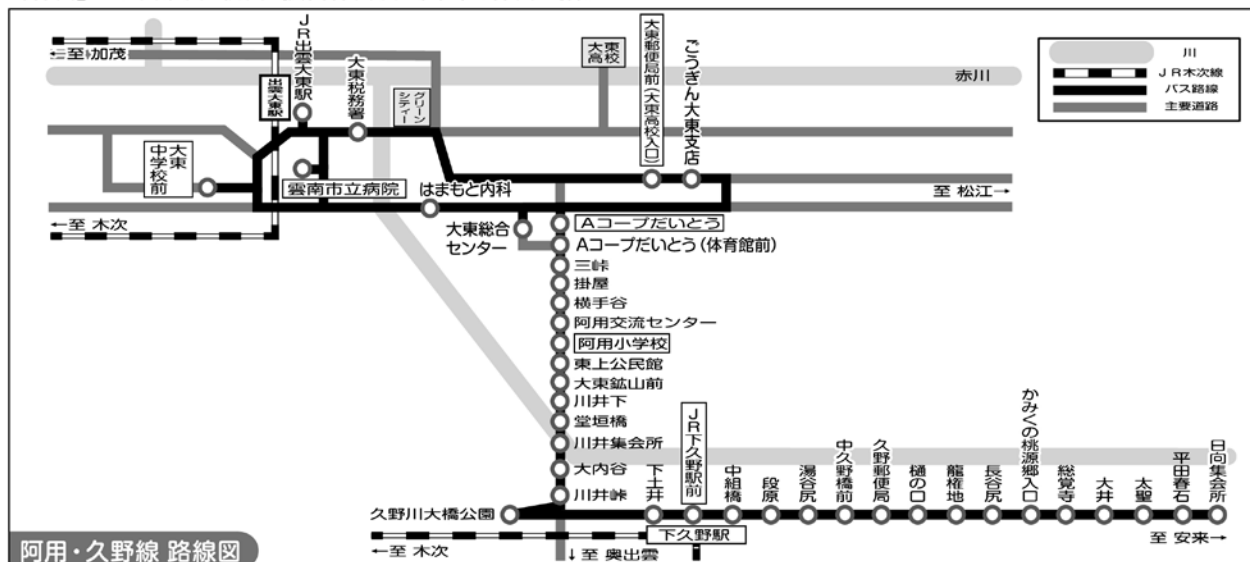 ←至 加茂
JR出雲大東駅
出雲大東駅
大東税務署
グリーン
シティー
大東
高校
大東郵便局前(大東高校入口)
ごうぎん大東支店
赤川
川
JR木次線
バス路線
主要道路
大東
中学校前
雲南市立病院
はまもと内科
至 松江→
←至 木次
大東総合
センター
Aコープだいとう
Aコープだいとう(体育館前)
三峠
掛屋
横手谷
阿用交流センター
阿用小学校
東上公民館
大東鉱山前
川井下
堂垣橋
川井集会所
大内谷
川井峠
久野川大橋公園
下土井
JR下久野駅前
中組橋
段原
湯谷尻
中久野橋前
久野郵便局
樋の口
龍権地
長谷尻
かみくの桃源郷入口
総覚寺
大井
太聖
平田春石
日向集会所
下久野駅
至 安来→
←至 木次
↓至 奥出雲
阿用・久野線 路線図